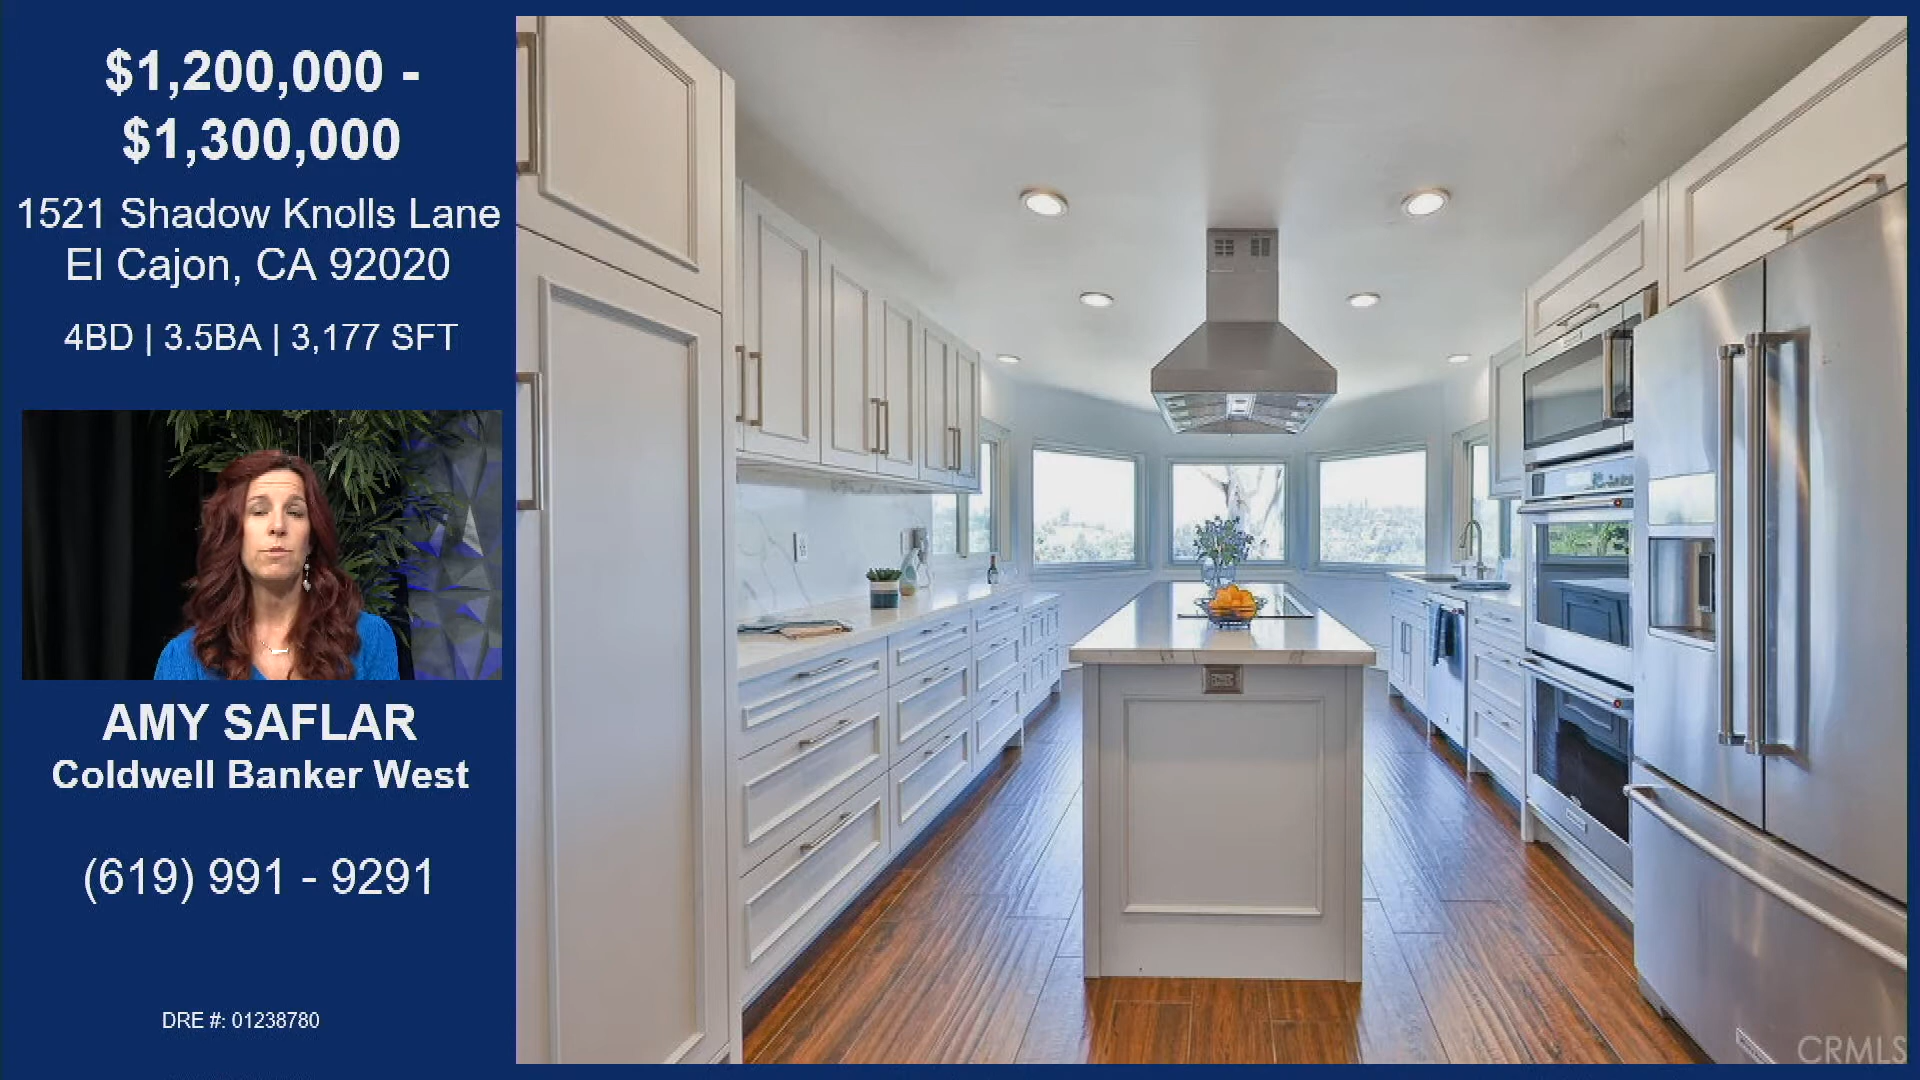 $1,200,000 -
$1,300,000
1521 Shadow Knolls Lane
El Cajon, CA 92020
4BD | 3.5BA | 3,177 SFT
AMY SAFLAR
Coldwell Banker West
(619) 991 - 9291
DRE #: 01238780
CRMLS